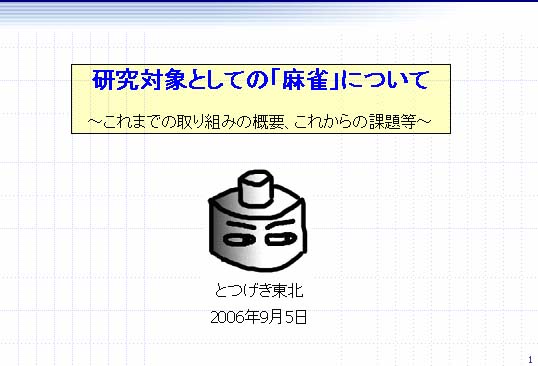 研究対象としての「麻雀」について
～これまでの取り組みの概要、これからの課題等～
とつげき東北
2006年9月5日
1